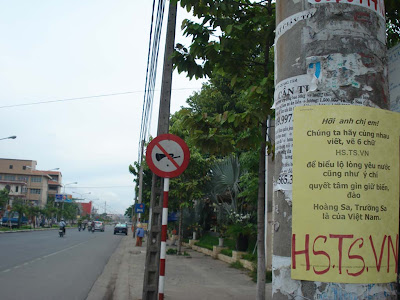 CẦN T
Hỡi anh chị em!
Chúng ta hãy cùng nhau
viết, vẽ 6 chữ
HS.TS.VN
để biểu lộ lòng yêu nước
cũng như ý chí
quyết tâm gìn giữ biển,
đảo
Hoàng Sa, Trường Sa
là của Việt Nam.
HS.TS.VN